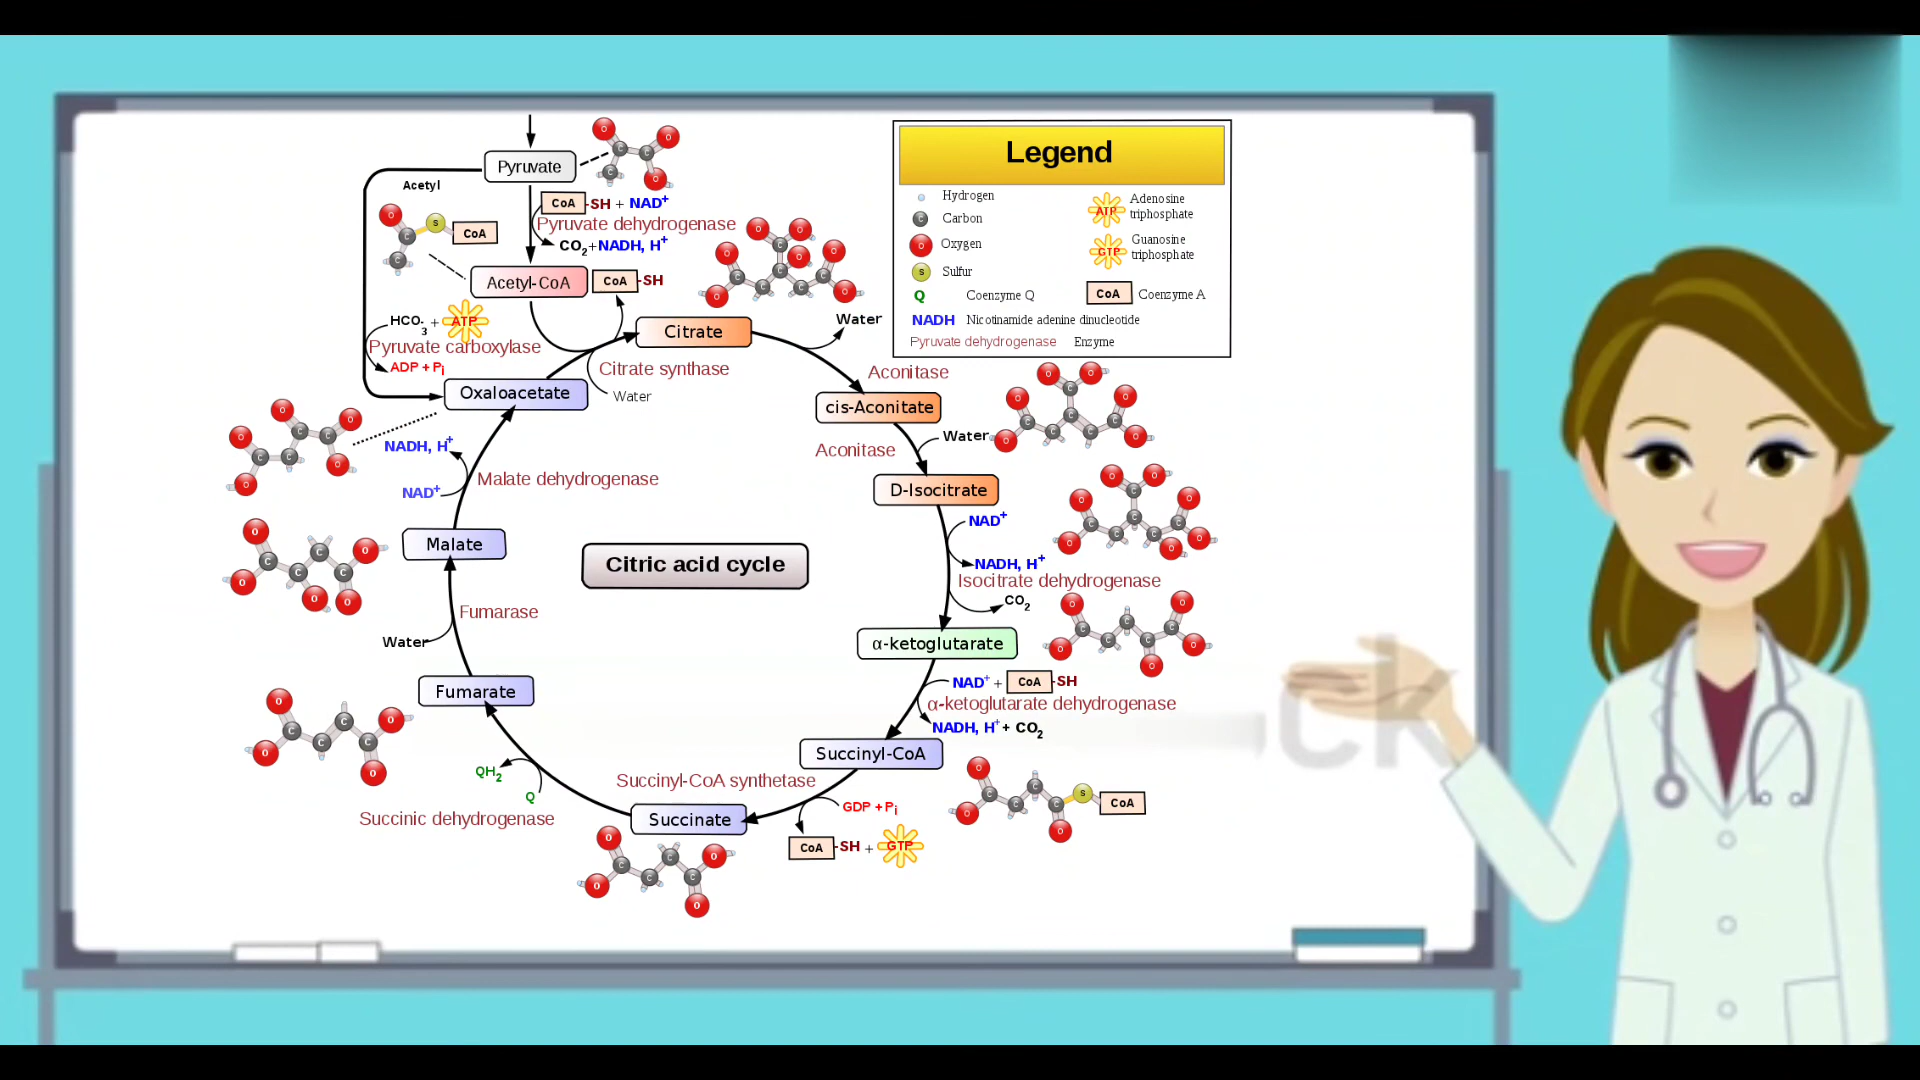 Pyruvate
Acetyl
CoA-SH + NAD+
Pyruvate dehydrogenase
CO2+NADH, H+
S CoA
Acetyl-CoA
CoA-SH
HCO3- + ATP
Pyruvate carboxylase
ADP + Pi
Citrate
Water
Citrate synthase
Water
Oxaloacetate
Aconitase
cis-Aconitate
Water
Aconitase
D-Isocitrate
NAD+
NADH, H+
Isocitrate dehydrogenase
CO2
α-ketoglutarate
NAD+ + CoA-SH
α-ketoglutarate dehydrogenase
NADH, H+ + CO2
Succinyl-CoA
S CoA
Succinyl-CoA synthetase
GDP + Pi
CoA-SH + GTP
Succinate
Succinic dehydrogenase
Q
QH2
Fumarate
Water
Fumarase
Malate
NAD+
Malate dehydrogenase
NADH, H+
Citric acid cycle
Legend
Hydrogen
C Carbon
O Oxygen
S Sulfur
Q Coenzyme Q
NADH Nicotinamide adenine dinucleotide
Pyruvate dehydrogenase Enzyme
ATP Adenosine
triphosphate
GTP Guanosine
triphosphate
CoA Coenzyme A
ck